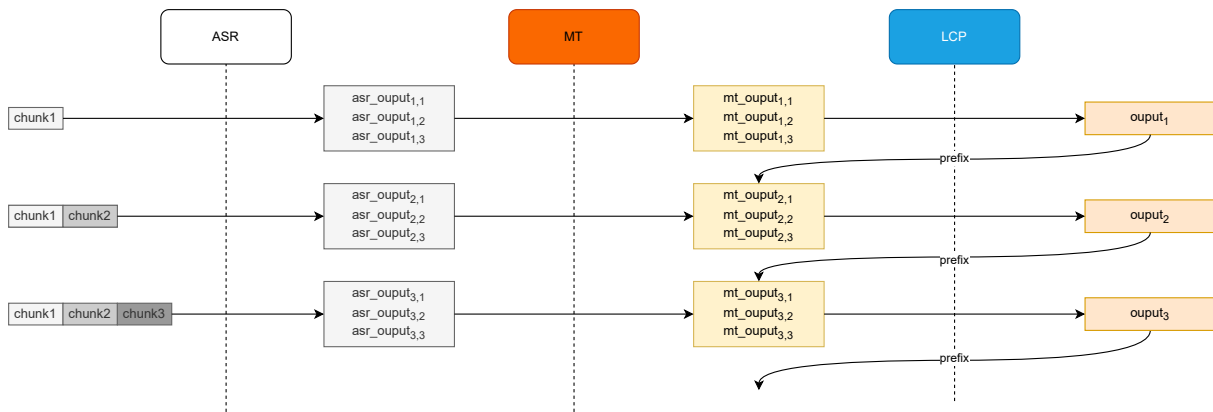 ASR
MT
LCP
chunk1
asr_ouput1,1
asr_ouput1,2
asr_ouput1,3
mt_ouput1,1
mt_ouput1,2
mt_ouput1,3
ouput1
prefix
chunk1 chunk2
asr_ouput2,1
asr_ouput2,2
asr_ouput2,3
mt_ouput2,1
mt_ouput2,2
mt_ouput2,3
ouput2
prefix
chunk1 chunk2 chunk3
asr_ouput3,1
asr_ouput3,2
asr_ouput3,3
mt_ouput3,1
mt_ouput3,2
mt_ouput3,3
ouput3
prefix